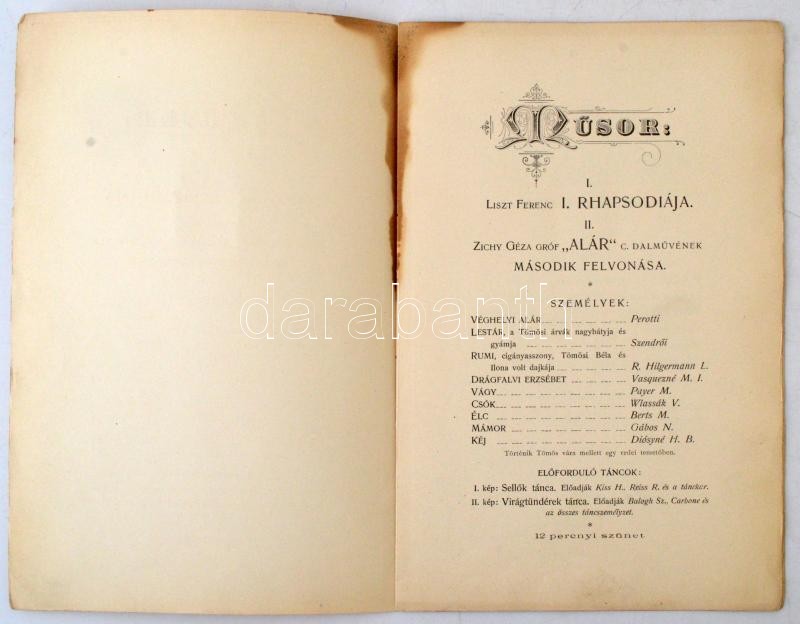 MŰSOR:
I.
LISZT FERENC I. RHAPSODIÁJA.
II.
ZICHY GÉZA GRÓF „ALÁR“ C. DALMŰVÉNEK
MÁSODIK FELVONÁSA.
*
SZEMÉLYEK:
VÉGHELYI ALÁR Perotti
LESTÁR, a Tömösi árvák nagybátyja és
gyámja Szendrői
RUMI, cigányasszony, Tömösi Béla és
Ilona volt dajkája R. Hilgermann L.
DRÁGFALVI ERZSÉBET Vasquezné M. I.
VÁGY Payer M.
CSÓK Wlassák V.
ÉLC Berts M.
MÁMOR Gábos N.
KÉJ Diósyné H. B.
Történik Tömös vára mellett egy erdei temetőben.
ELŐFORDULÓ TÁNCOK:
I. kép: Sellők tánca. Előadják Kiss H., Reiss R. és a tánckar.
II. kép: Virágtündérek tánca. Előadják Balogh Sz., Carbone és
az összes táncszemélyzet.
*
12 percnyi szünet
darabanth